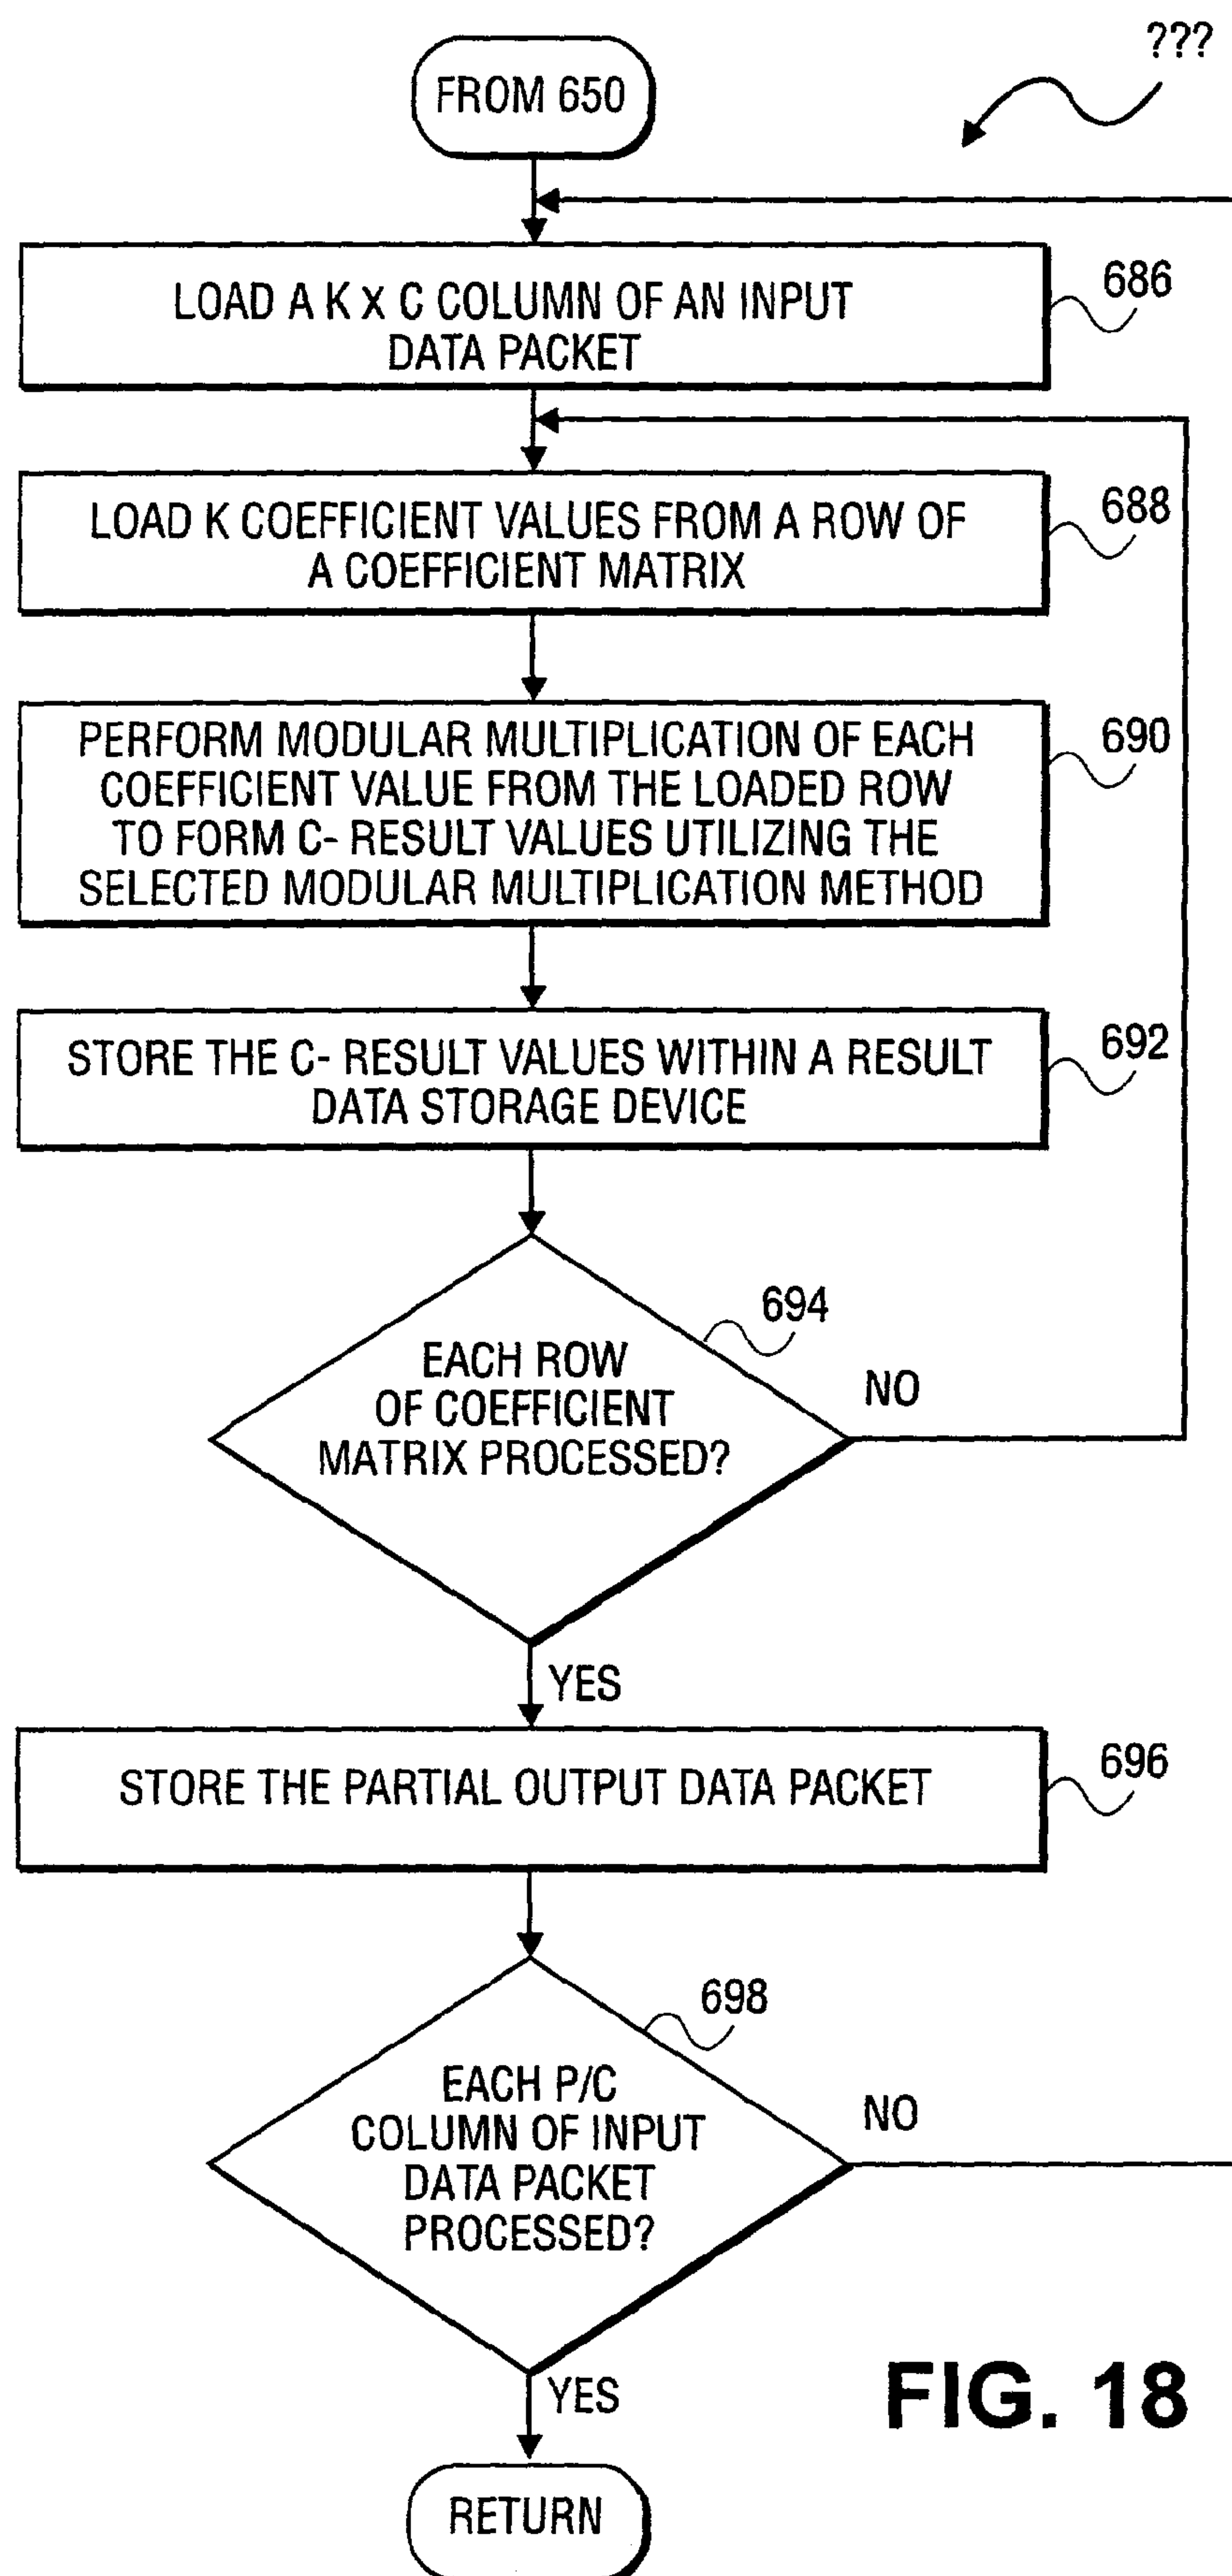 ???
FROM 650
LOAD A K x C COLUMN OF AN INPUT
DATA PACKET
686
LOAD K COEFFICIENT VALUES FROM A ROW OF
A COEFFICIENT MATRIX
688
PERFORM MODULAR MULTIPLICATION OF EACH
COEFFICIENT VALUE FROM THE LOADED ROW
TO FORM C- RESULT VALUES UTILIZING THE
SELECTED MODULAR MULTIPLICATION METHOD
690
STORE THE C- RESULT VALUES WITHIN A RESULT
DATA STORAGE DEVICE
692
694
EACH ROW
OF COEFFICIENT
MATRIX PROCESSED?
NO
YES
STORE THE PARTIAL OUTPUT DATA PACKET
696
698
EACH P/C
COLUMN OF INPUT
DATA PACKET
PROCESSED?
NO
YES
FIG. 18
RETURN